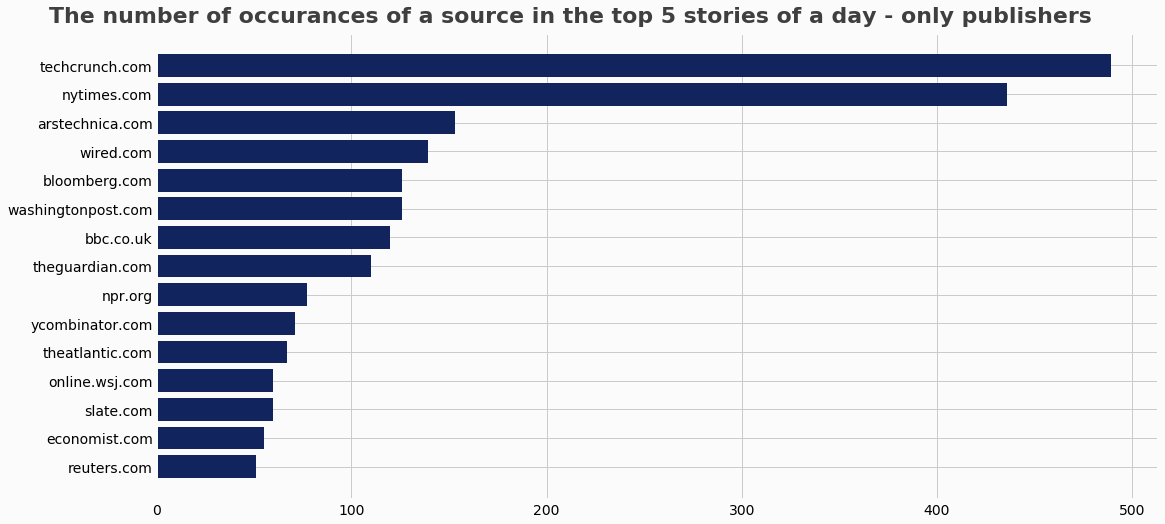 The number of occurances of a source in the top 5 stories of a day - only publishers
techcrunch.com
nytimes.com
arstechnica.com
wired.com
bloomberg.com
washingtonpost.com
bbc.co.uk
theguardian.com
npr.org
ycombinator.com
theatlantic.com
online.wsj.com
slate.com
economist.com
reuters.com
0 100 200 300 400 500